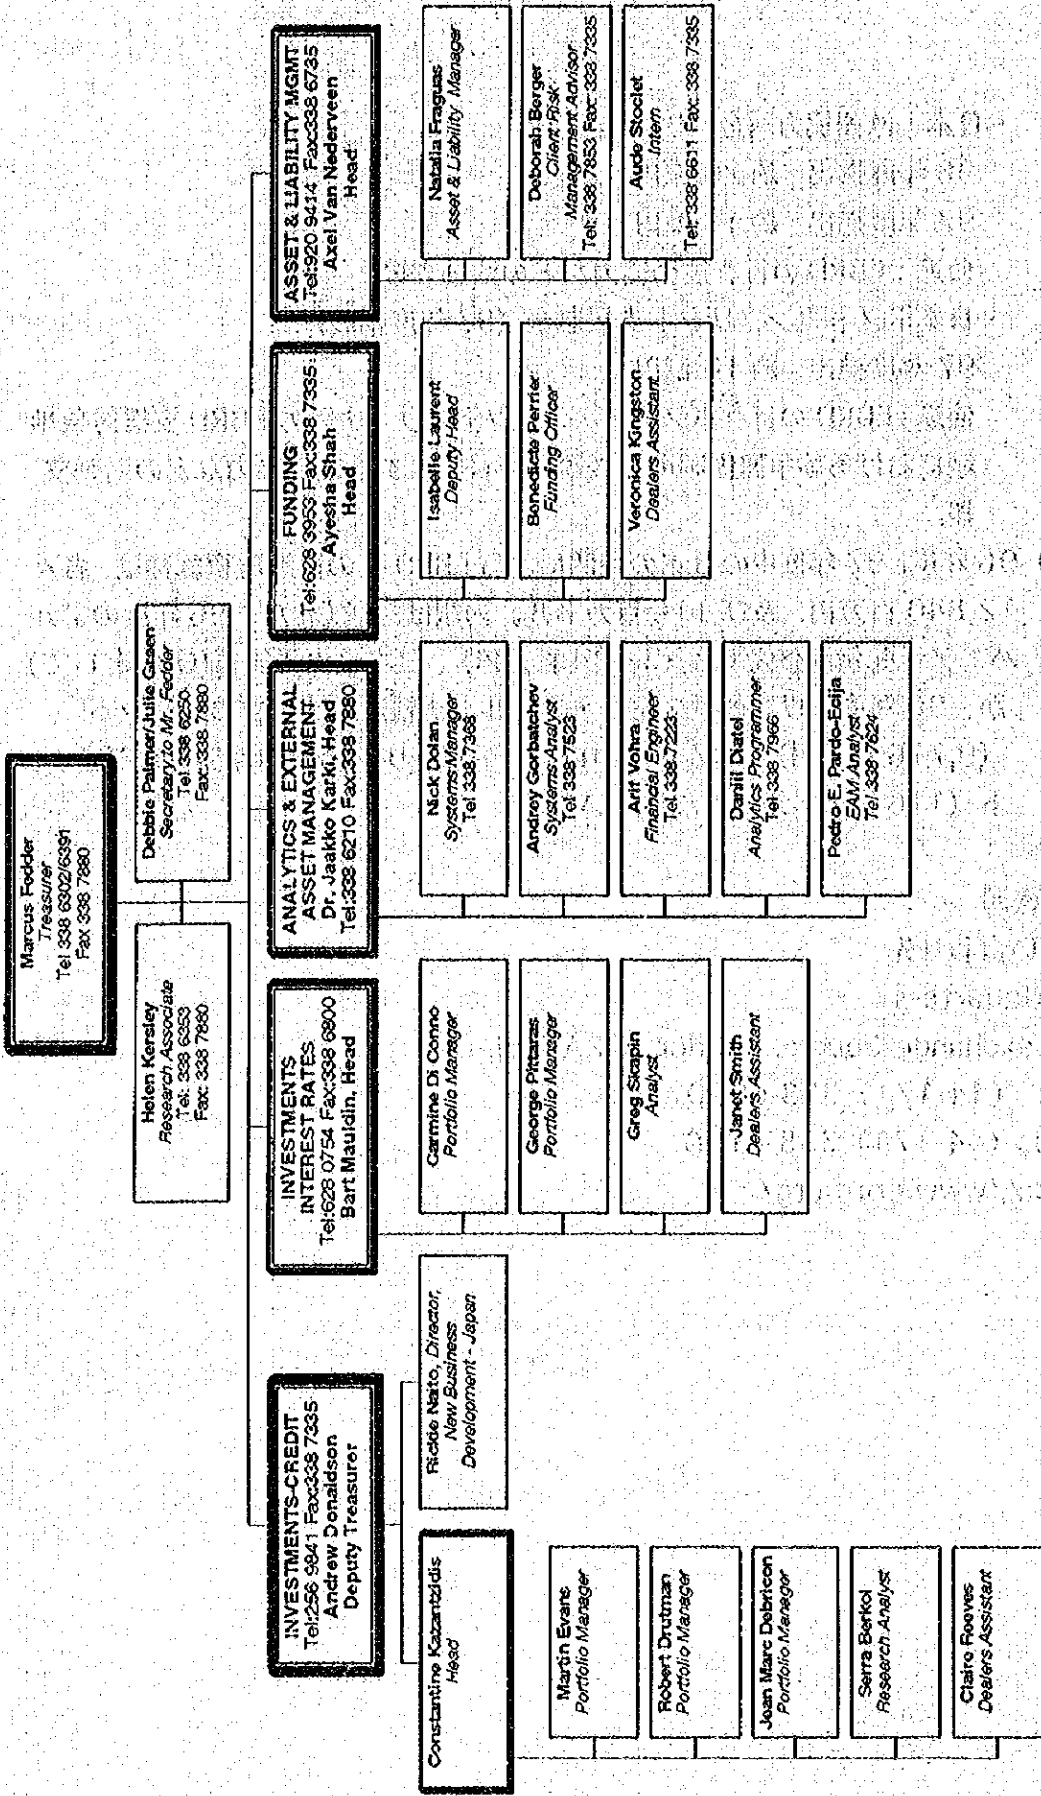 Marcus Fedder
Treasurer
Tel 338 6302/6391
Fax 338 7880
Helen Kersley
Research Associate
Tel: 338 6353
Fax: 338 7880
Debbie Palmer/Julie Green
Secretary to Mr. Fedder
Tel 338 6250
Fax: 338 7880
INVESTMENTS-CREDIT
Tel:256 9841 Fax:338 7335
Andrew Donaldson
Deputy Treasurer
Constantine Kazantzidis
Head
Martin Evans
Portfolio Manager
Robert Drutman
Portfolio Manager
Jean Marc Debricon
Portfolio Manager
Serra Berkol
Research Analyst
Claire Reeves
Dealers Assistant
Rickie Naito, Director,
New Business
Development - Japan
INVESTMENTS
INTEREST RATES
Tel:628 0754 Fax:338 6800
Bart Mauldin, Head
Carmine Di Conno
Portfolio Manager
George Pittaras
Portfolio Manager
Greg Skapin
Analyst
Janet Smith
Dealers Assistant
ANALYTICS & EXTERNAL
ASSET MANAGEMENT
Dr. Jaakko Karki, Head
Tel:338 6210 Fax:338 7880
Nick Dolan
Systems Manager
Tel 338 7368
Andrey Gorbatchev
Systems Analyst
Tel 338 7523
Arif Vohra
Financial Engineer
Tel 338 7223
Daniil Diatel
Analytics Programmer
Tel 338 7966
Pedro E. Pardo-Ecija
EAM Analyst
Tel 338 7624
FUNDING
Tel:628 3953 Fax:338 7335
Ayesha Shah
Head
Isabelle Laurent
Deputy Head
Benedicte Perrier
Funding Officer
Veronica Kingston
Dealers Assistant
ASSET & LIABILITY MGMT
Tel:920 9414 Fax:338 6735
Axel Van Nederveen
Head
Natalia Fraguas
Asset & Liability Manager
Deborah Berger
Client Risk
Management Advisor
Tel: 338 7853 Fax: 338 7335
Aude Stoclet
Intern
Tel: 338 6611 Fax: 338 7335